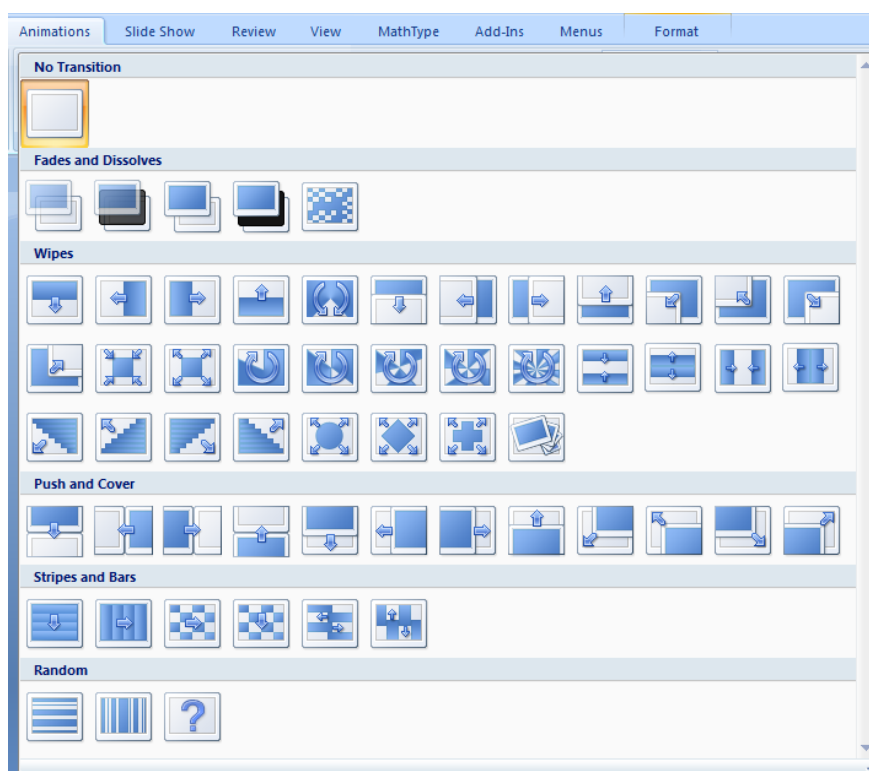 Animations Slide Show Review View MathType Add-Ins Menus Format
No Transition
Fades and Dissolves
Wipes
Push and Cover
Stripes and Bars
Random
?